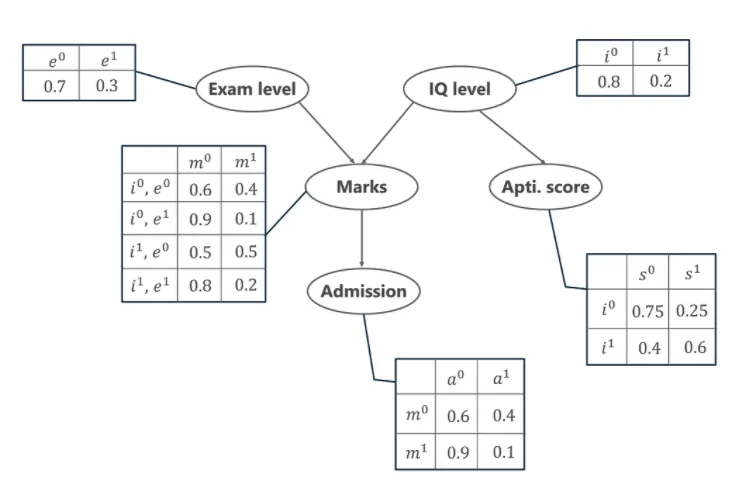 e⁰ e¹
0.7 0.3
Exam level
IQ level
i⁰ i¹
0.8 0.2
m⁰ m¹
i⁰, e⁰ 0.6 0.4
i⁰, e¹ 0.9 0.1
i¹, e⁰ 0.5 0.5
i¹, e¹ 0.8 0.2
Marks
Apti. score
Admission
s⁰ s¹
i⁰ 0.75 0.25
i¹ 0.4 0.6
a⁰ a¹
m⁰ 0.6 0.4
m¹ 0.9 0.1